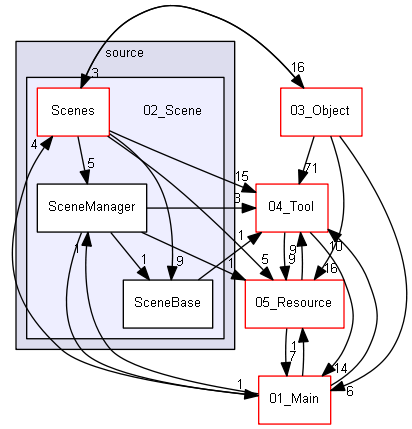 source
3
16
Scenes
02_Scene
03_Object
4
5
15
71
SceneManager
3
04_Tool
1
10
1
1
9
5
9
9
16
SceneBase
05_Resource
1
7
14
1
01_Main
6